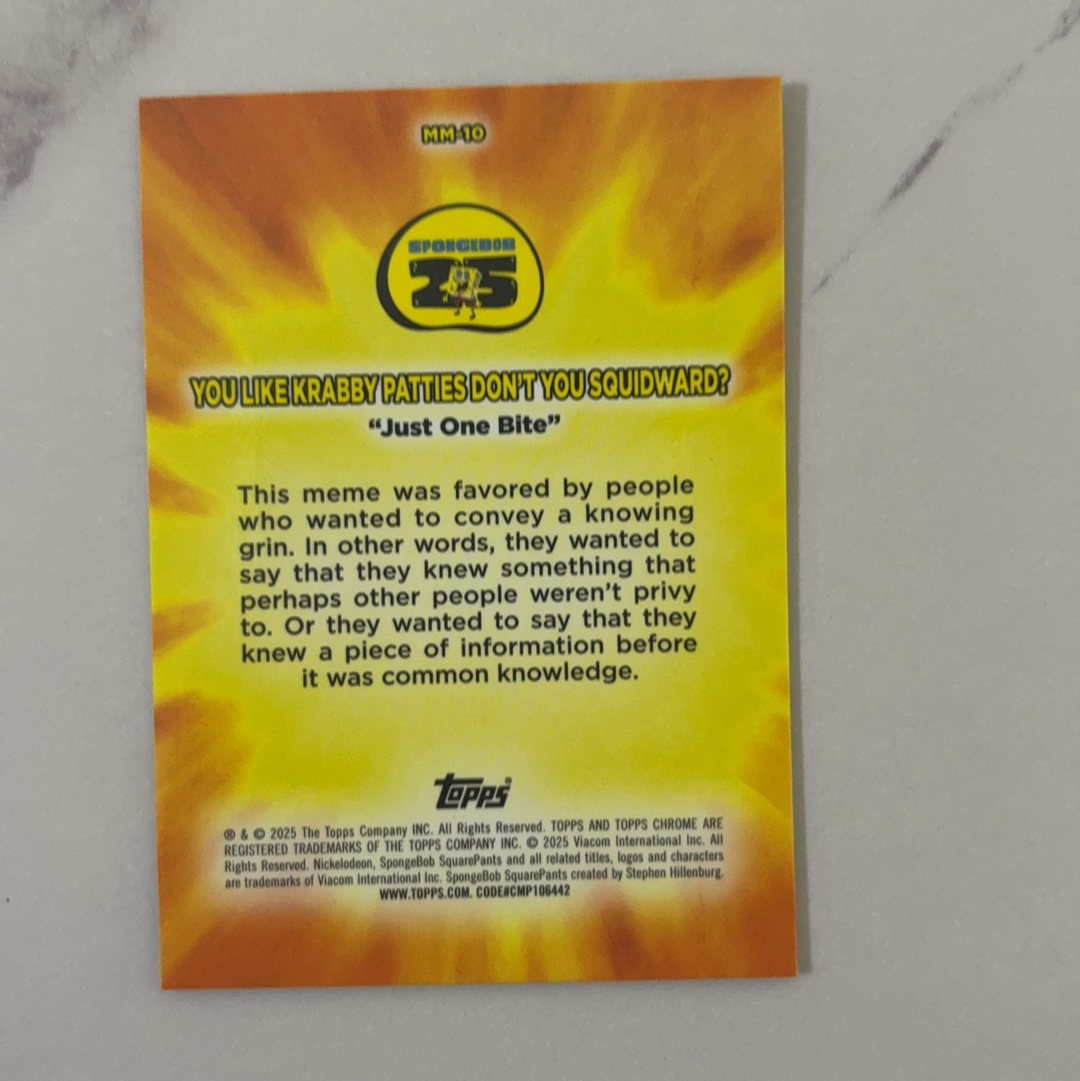 MM-10
SPONGEBOB
25
YOU LIKE KRABBY PATTIES DON'T YOU SQUIDWARD?
“Just One Bite”
This meme was favored by people
who wanted to convey a knowing
grin. In other words, they wanted to
say that they knew something that
perhaps other people weren’t privy
to. Or they wanted to say that they
knew a piece of information before
it was common knowledge.
Topps®
® & © 2025 The Topps Company INC. All Rights Reserved. TOPPS AND TOPPS CHROME ARE
REGISTERED TRADEMARKS OF THE TOPPS COMPANY INC. © 2025 Viacom International Inc. All
Rights Reserved. Nickelodeon, SpongeBob SquarePants and all related titles, logos and characters
are trademarks of Viacom International Inc. SpongeBob SquarePants created by Stephen Hillenburg.
WWW.TOPPS.COM. CODE#CMP106442